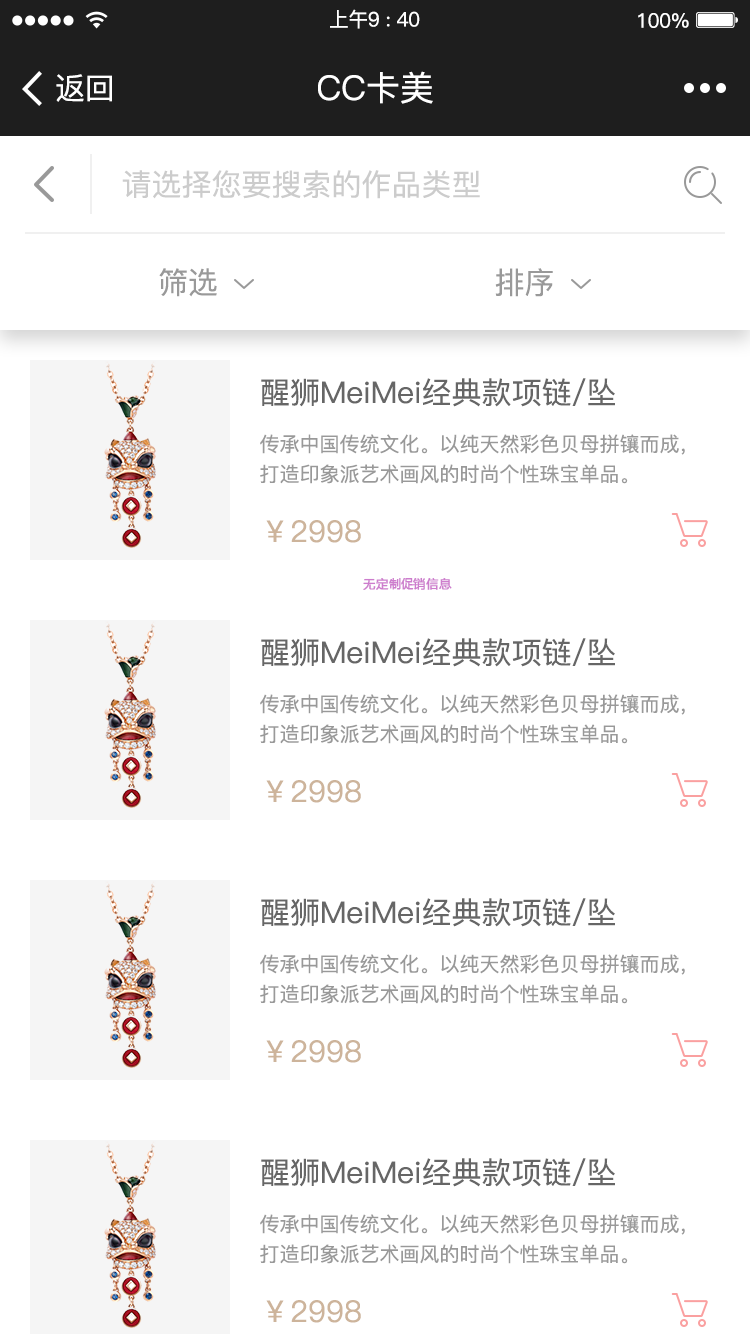 上午9 : 40
100%
返回
CC卡美
请选择您要搜索的作品类型
筛选
排序
醒狮MeiMei经典款项链/坠
传承中国传统文化。以纯天然彩色贝母拼镶而成，
打造印象派艺术画风的时尚个性珠宝单品。
¥ 2998
无定制促销信息
醒狮MeiMei经典款项链/坠
传承中国传统文化。以纯天然彩色贝母拼镶而成，
打造印象派艺术画风的时尚个性珠宝单品。
¥ 2998
醒狮MeiMei经典款项链/坠
传承中国传统文化。以纯天然彩色贝母拼镶而成，
打造印象派艺术画风的时尚个性珠宝单品。
¥ 2998
醒狮MeiMei经典款项链/坠
传承中国传统文化。以纯天然彩色贝母拼镶而成，
打造印象派艺术画风的时尚个性珠宝单品。
¥ 2998